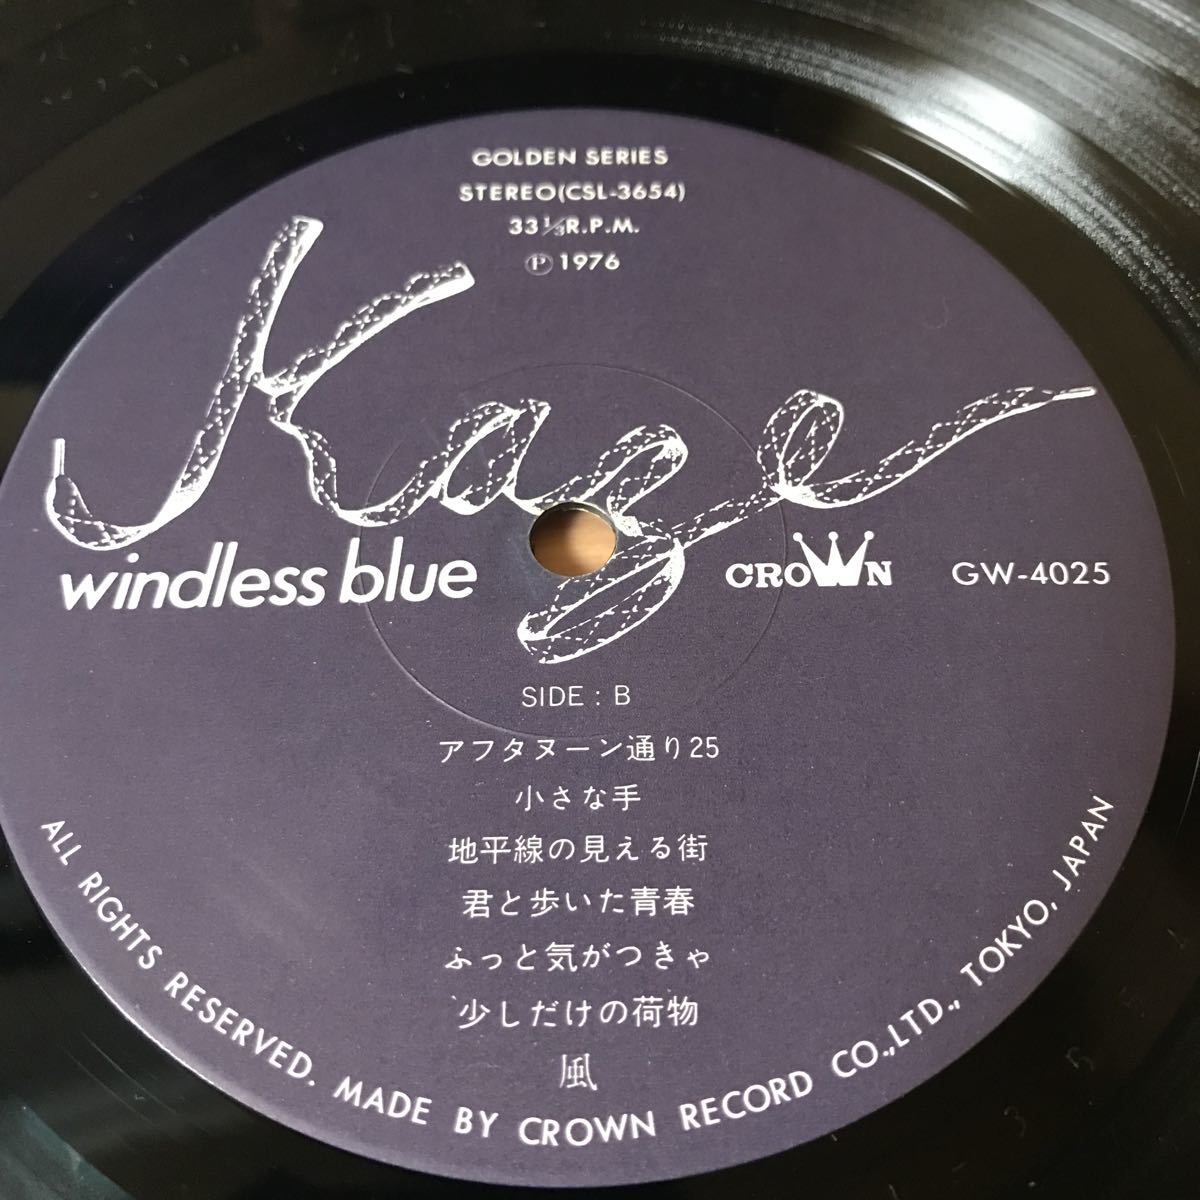 GOLDEN SERIES
STEREO(CSL-3654)
33⅓R.P.M.
Ⓟ1976
Kaze
windless blue
CROWN GW-4025
SIDE : B
アフタヌーン通り25
小さな手
地平線の見える街
君と歩いた青春
ふっと気がつきゃ
少しだけの荷物
風
ALL RIGHTS RESERVED. MADE BY CROWN RECORD CO.,LTD., TOKYO, JAPAN